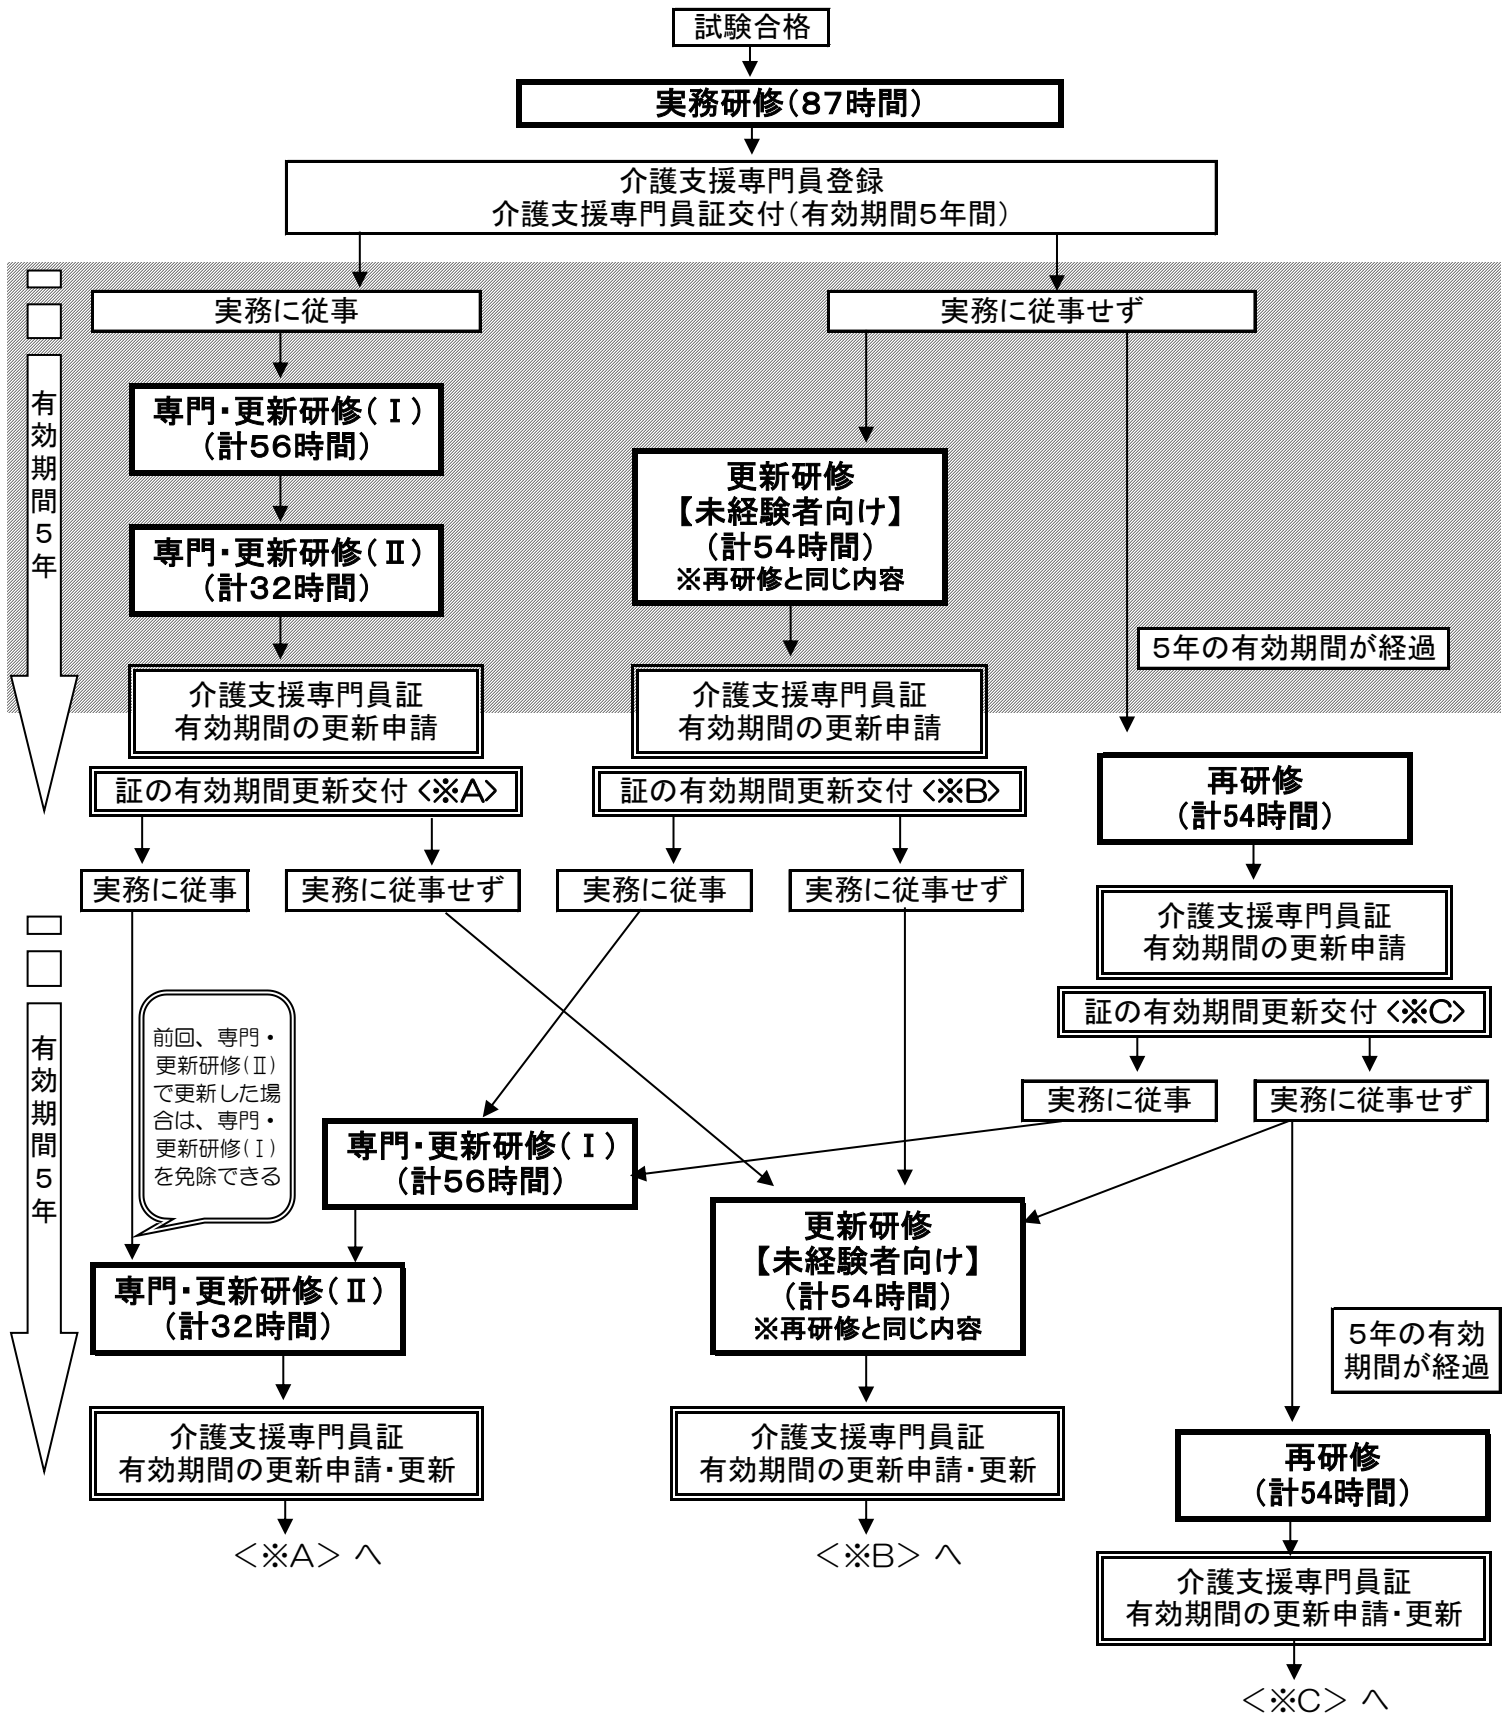 試験合格
実務研修(87時間)
介護支援専門員登録
介護支援専門員証交付(有効期間5年間)
有効期間5年
実務に従事
実務に従事せず
専門・更新研修(Ⅰ)
(計56時間)
専門・更新研修(Ⅱ)
(計32時間)
更新研修
【未経験者向け】
(計54時間)
※再研修と同じ内容
5年の有効期間が経過
介護支援専門員証
有効期間の更新申請
介護支援専門員証
有効期間の更新申請
証の有効期間更新交付<※A>
証の有効期間更新交付<※B>
再研修
(計54時間)
実務に従事
実務に従事せず
実務に従事
実務に従事せず
介護支援専門員証
有効期間の更新申請
証の有効期間更新交付<※C>
実務に従事
実務に従事せず
有効期間5年
前回、専門・
更新研修(Ⅱ)
で更新した場
合は、専門・
更新研修(Ⅰ)
を免除できる
専門・更新研修(Ⅰ)
(計56時間)
更新研修
【未経験者向け】
(計54時間)
※再研修と同じ内容
専門・更新研修(Ⅱ)
(計32時間)
5年の有効
期間が経過
介護支援専門員証
有効期間の更新申請・更新
介護支援専門員証
有効期間の更新申請・更新
再研修
(計54時間)
<※A> へ
<※B> へ
介護支援専門員証
有効期間の更新申請・更新
<※C> へ